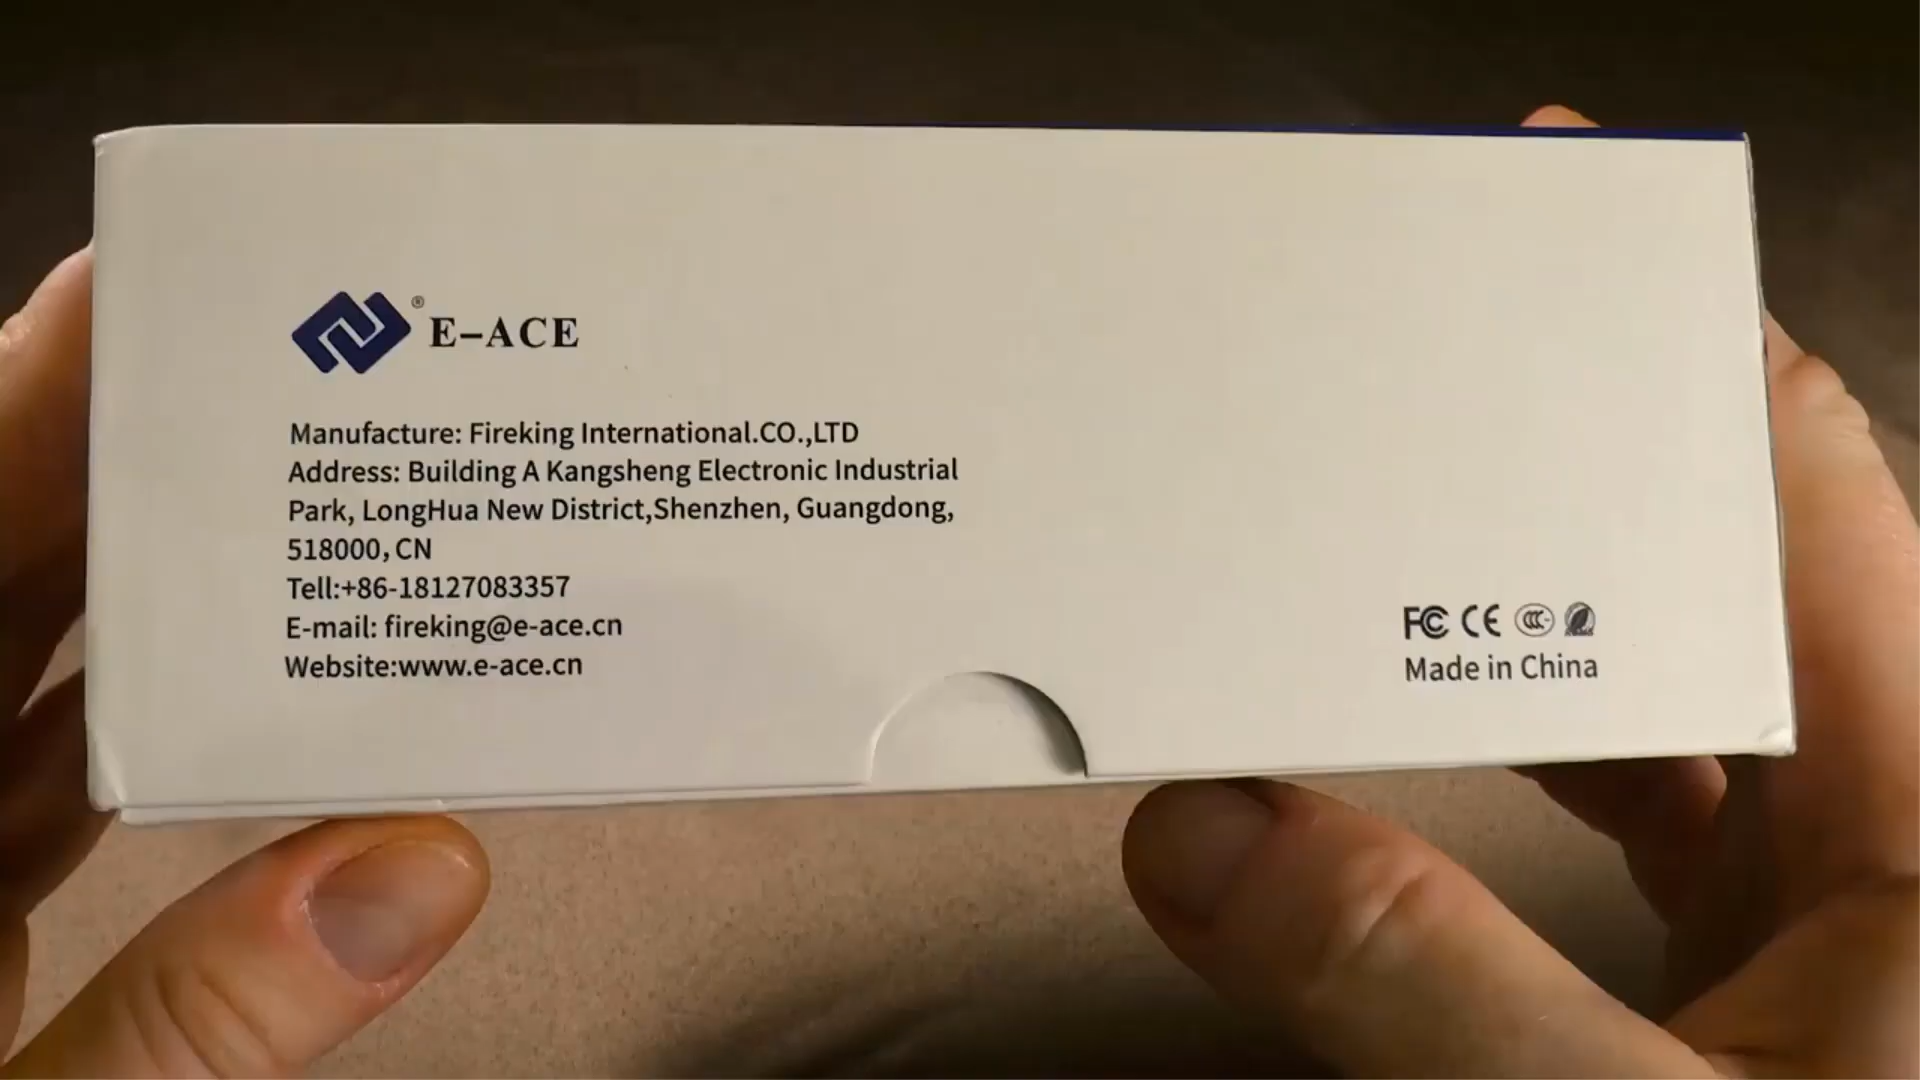 ® E-ACE
Manufacture: Fireking International.CO.,LTD
Address: Building A Kangsheng Electronic Industrial
Park, LongHua New District,Shenzhen, Guangdong,
518000, CN
Tell:+86-18127083357
E-mail: fireking@e-ace.cn
Website:www.e-ace.cn
FC CE CCC
Made in China